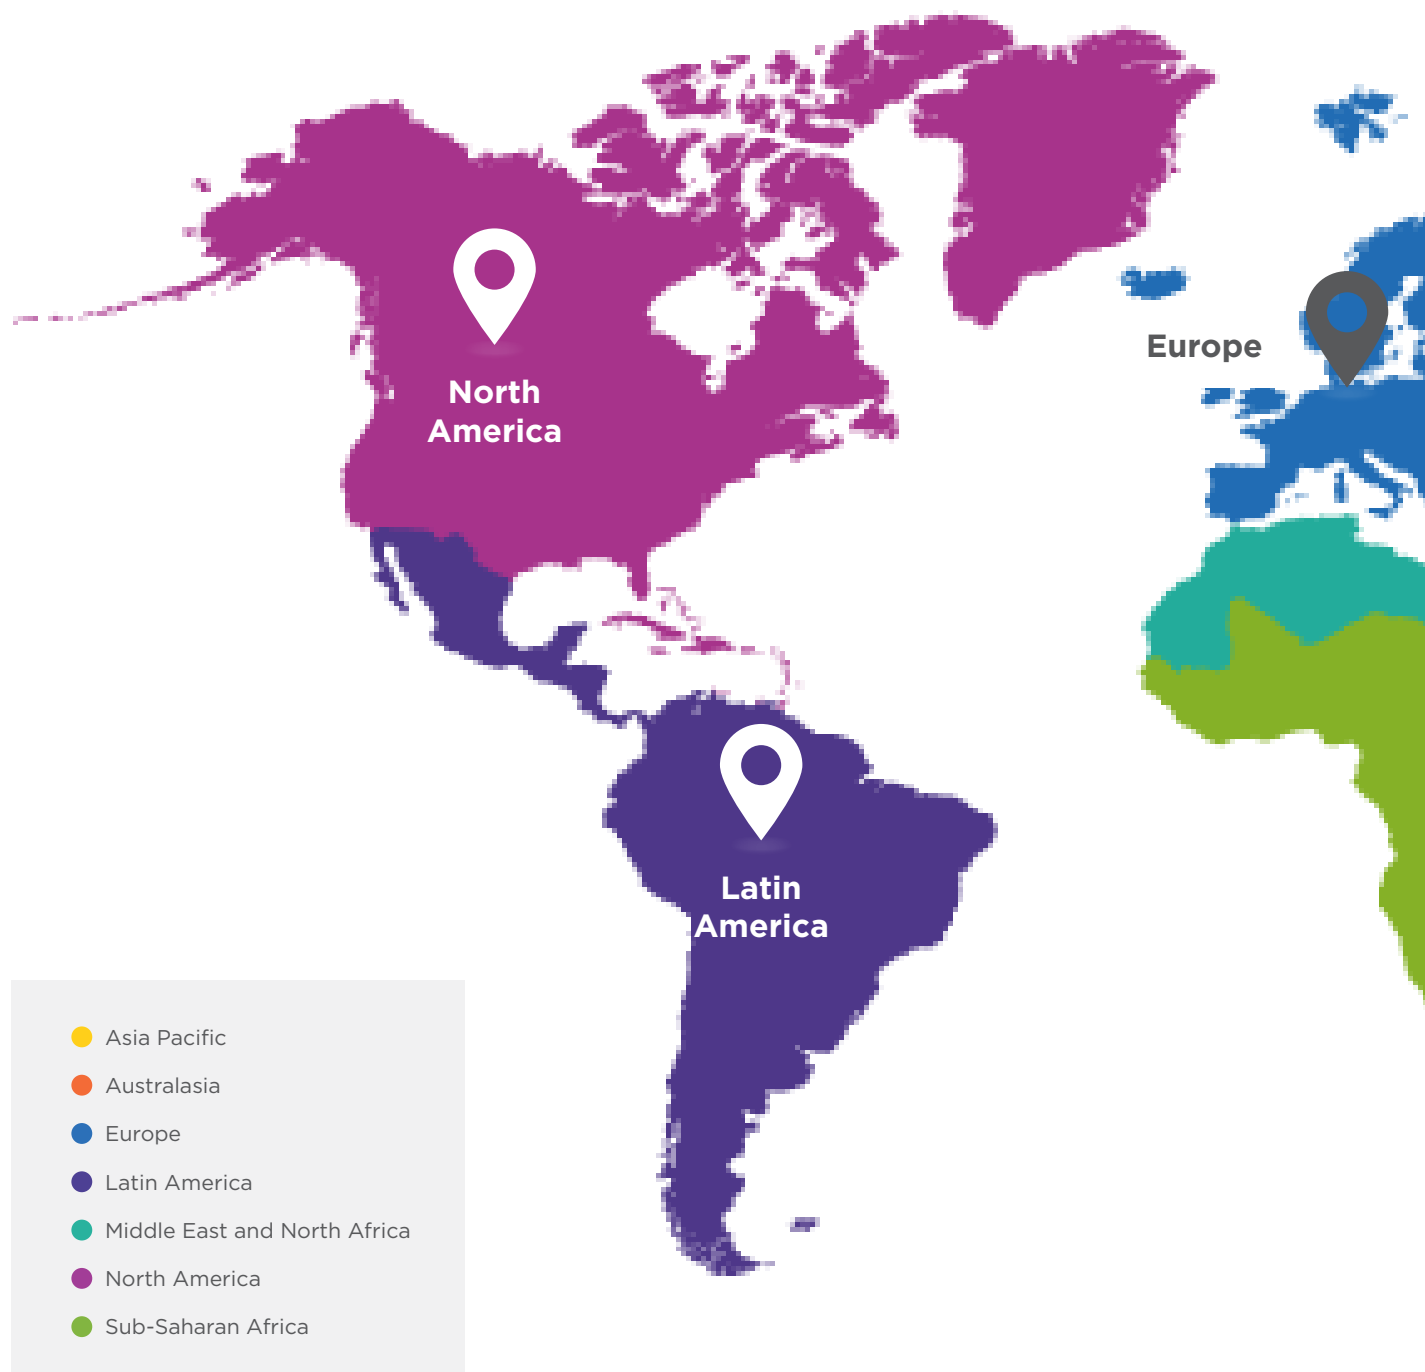 North
America
Europe
Latin
America
Asia Pacific
Australasia
Europe
Latin America
Middle East and North Africa
North America
Sub-Saharan Africa